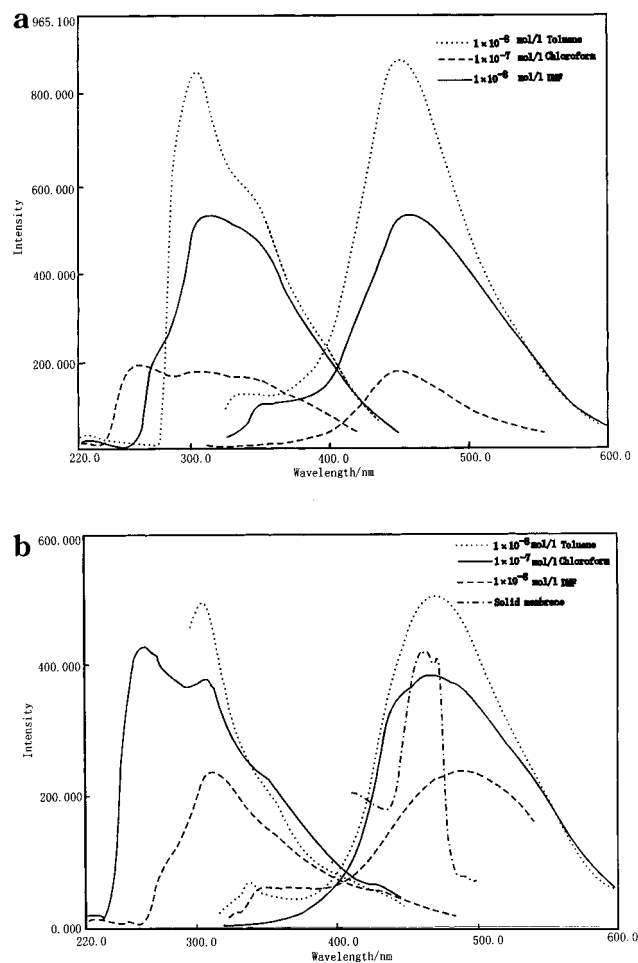 a
965.100
1×10⁻⁶ mol/l Toluene
1×10⁻⁷ mol/l Chloroform
1×10⁻⁶ mol/l DMF
800.000
600.000
400.000
200.000
Intensity
220.0 300.0 400.0 500.0 600.0
Wavelength/nm
b
600.000
1×10⁻⁶ mol/l Toluene
1×10⁻⁷ mol/l Chloroform
1×10⁻⁶ mol/l DMF
Solid membrane
400.000
200.000
0.000
Intensity
220.0 300.0 400.0 500.0 600.0
Wavelength/nm